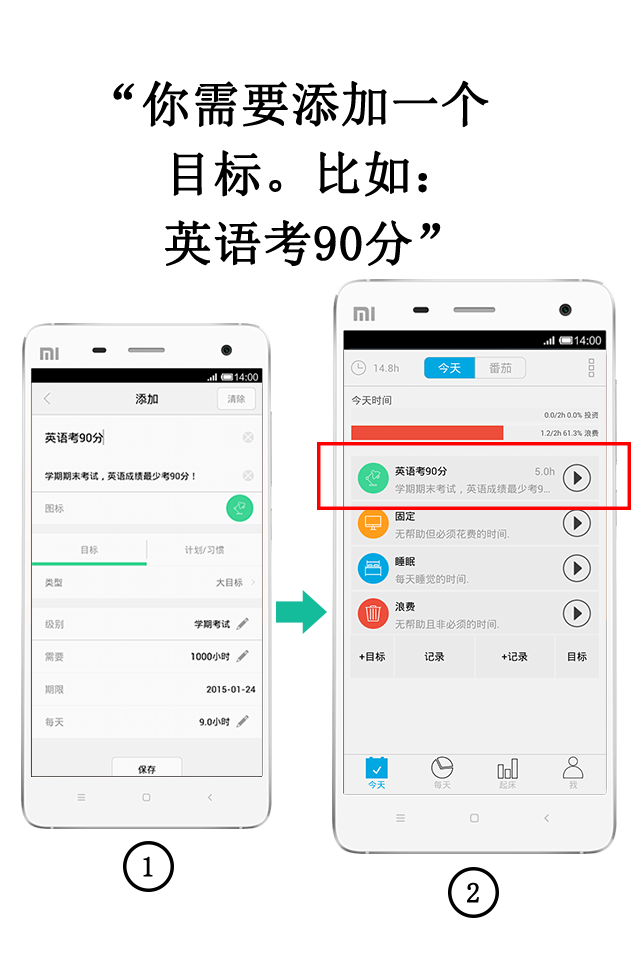 “你需要添加一个
目标。比如：
英语考90分”
MI
14:00
添加
清除
英语考90分
学期期末考试，英语成绩最少考90分！
图标
目标
计划/习惯
类型
大目标
级别
学期考试
需要
1000小时
期限
2015-01-24
每天
9.0小时
保存
1
MI
14:00
14.8h
今天
番茄
今天时间
0.0/2h 0.0% 投资
1.2/2h 61.3% 浪费
英语考90分
5.0h
学期期末考试，英语成绩最少考9...
固定
无帮助但必须花费的时间.
睡眠
每天睡觉的时间.
浪费
无帮助且非必须的时间.
+目标
记录
+记录
目标
今天
每天
起床
我
2